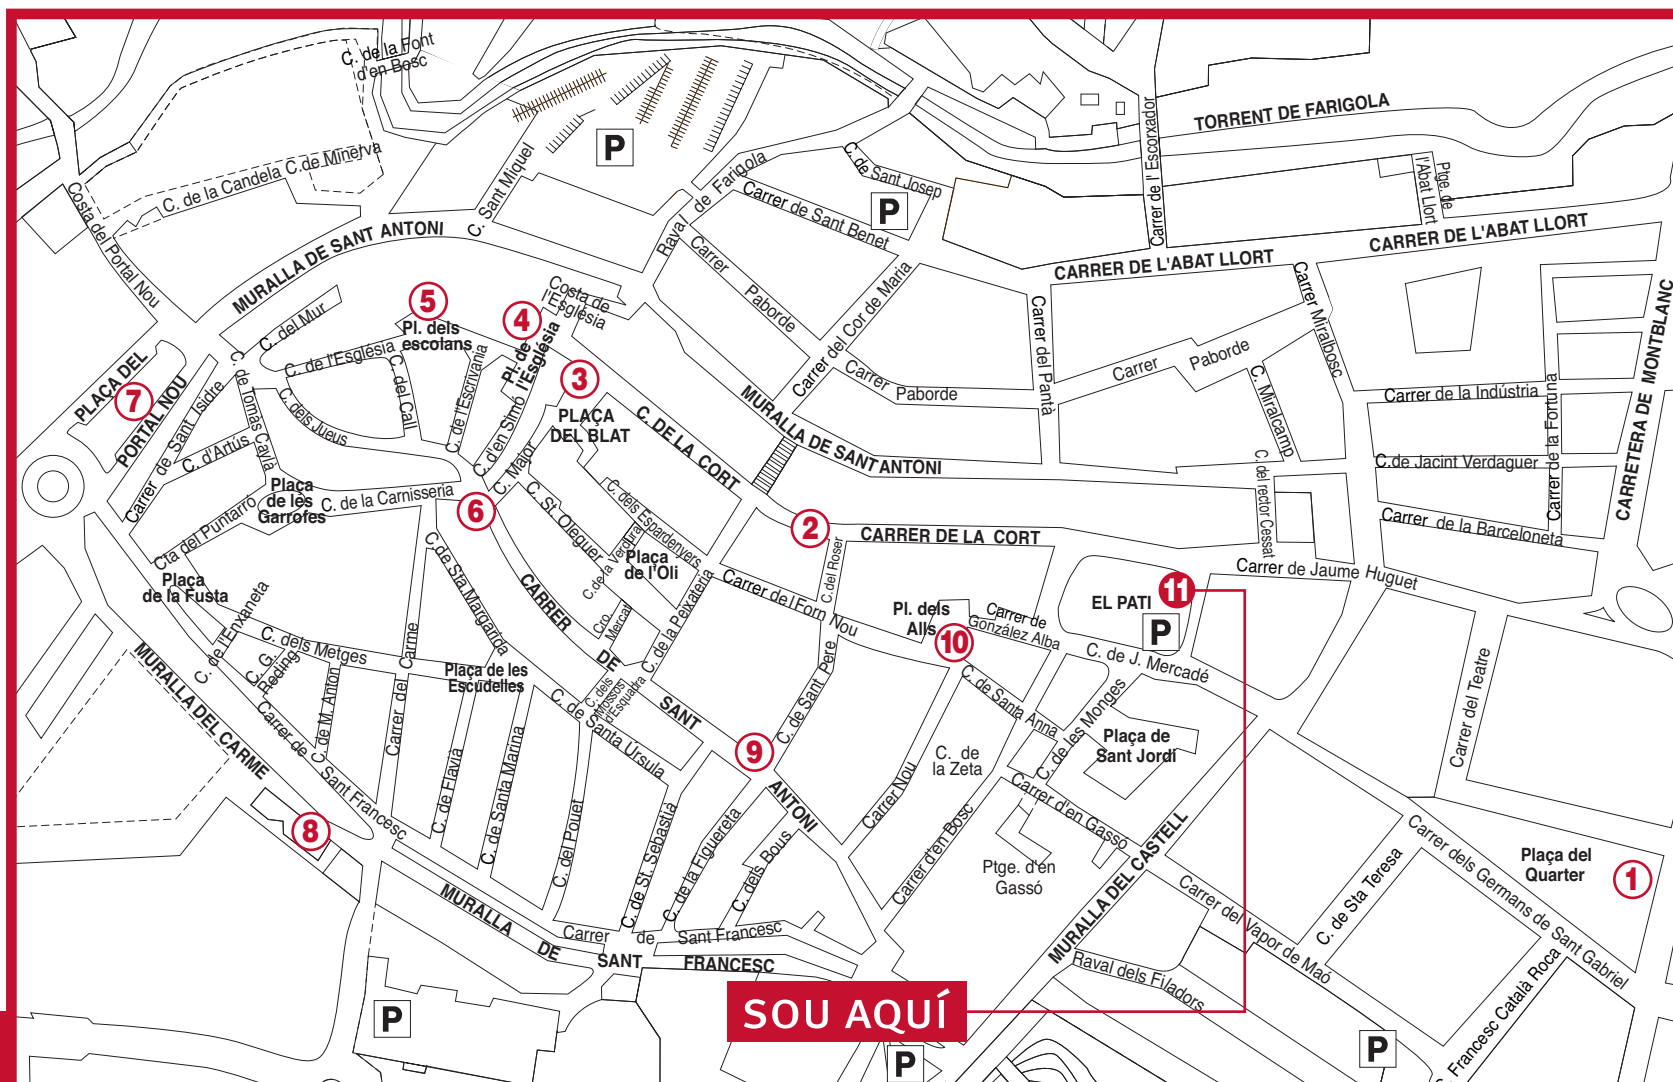 C. de la Font
d'en Bosc
C. de Minerva
C. de la Candela
Costa del Portal Nou
C. Sant Miquel
P
Raval de Farigola
C. de Sant Josep
P
Carrer de Sant Benet
Carrer de l' Escorxador
TORRENT DE FARIGOLA
Ptge. de
l'Abat Llort
CARRER DE L'ABAT LLORT
CARRER DE L'ABAT LLORT
MURALLA DE SANT ANTONI
Carrer Paborde
Carrer del Cor de Maria
Carrer del Pantà
Carrer Miralbosc
CARRETERA DE MONTBLANC
C. del Mur
5
Pl. dels
escolans
4
Costa de
l'Església
Pl. de
l'Església
C. de l'Església
3
PLAÇA
DEL BLAT
PLAÇA DEL
PORTAL NOU
7
Carrer de Sant Isidre
C. de Tomàs Caylà
C. dels Jueus
C. del Call
C. de l'Escrivania
C. d'en Simó
C. Major
C. DE LA CORT
MURALLA DE SANT ANTONI
Carrer Paborde
Carrer Paborde
C. Miralcamp
Carrer de la Indústria
Carrer de la Fortuna
C.de Jacint Verdaguer
Carrer de la Barceloneta
C. d'Artús
Plaça
de les
Garrofes
C. de la Carnisseria
Cta del Puntarró
6
C. St. Oleguer
C. dels Espardenyers
C. de la Verdura
Plaça
de l'Oli
2
CARRER DE LA CORT
C. del rector Cessat
Carrer de Jaume Huguet
C.del Roser
Carrer de l'Forn Nou
C. de la Peixateria
Cro.
Mercat
C.de Sta Margarida
CARRER DE SANT ANTONI
Plaça
de la Fusta
C. de l'Enxaneta
C. dels Metges
C. G.
Roding
C. de M. Anton
Carrer del Carme
Plaça de les
Escudelles
C. dels
Mossos
d'Esquadra
C. de Santa Ursula
C. de Sant Pere
Pl. dels
Alls
10
Carrer de
González Alba
EL PATI
11
P
C. de J. Mercadé
C. de Santa Anna
C. de les Monges
Plaça de
Sant Jordi
Carrer del Teatre
MURALLA DEL CARME
Carrer de Sant Francesc
C. de Flavià
C. de Santa Marina
C. del Pouet
C. de St. Sebastià
C. de la Figuereta
C. dels Bous
9
Carrer Nou
C. de
la Zeta
Carrer d'en Bosc
Carrer d'en Gassó
Ptge. d'en
Gassó
MURALLA DEL CASTELL
8
MURALLA DE SANT FRANCESC
Carrer de Sant Francesc
Carrer del Vapor de Maó
Raval dels Filadors
C. de Sta Teresa
Carrer dels Germans de Sant Gabriel
Plaça del
Quarter
1
C. Francesc Català Roca
SOU AQUÍ
P
P
P